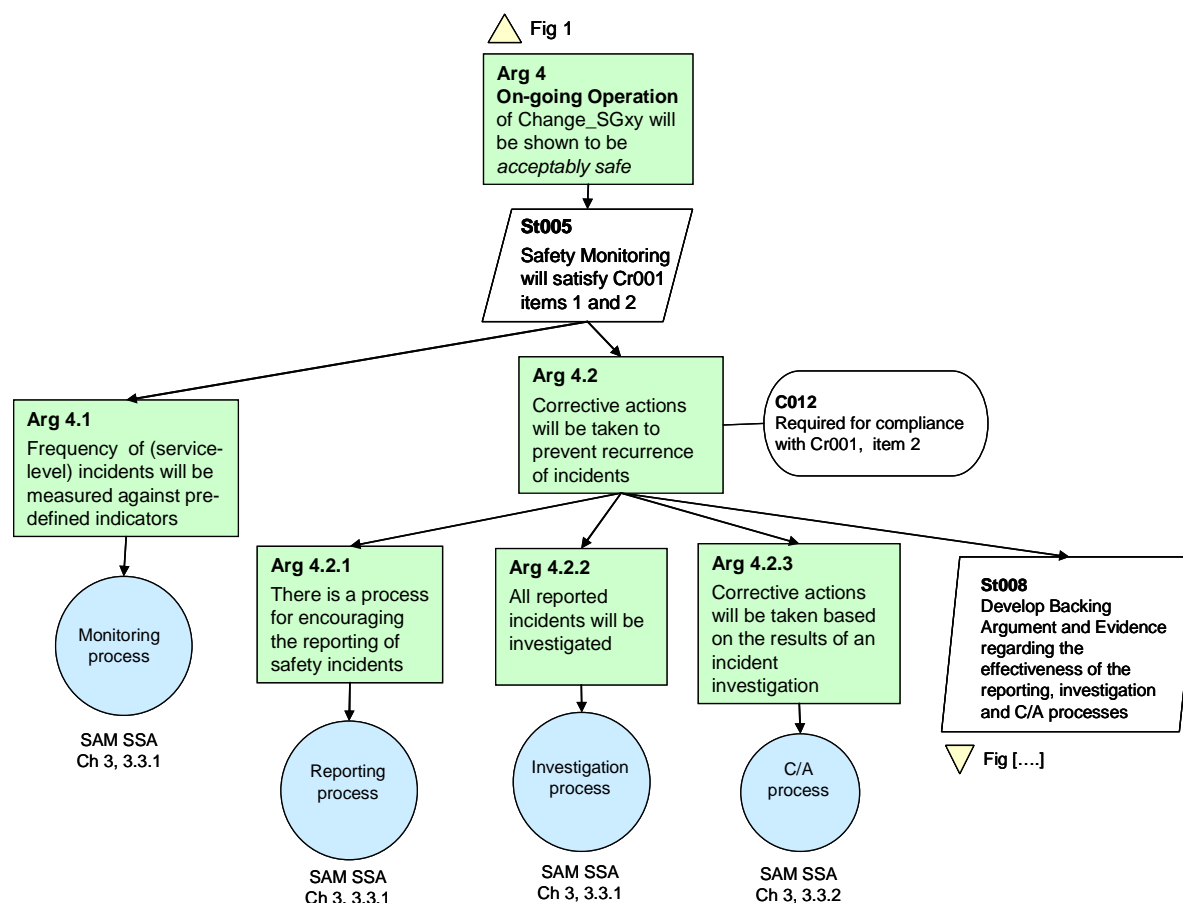 Fig 1
Arg 4
On-going Operation
of Change_SGxy will
be shown to be
acceptably safe
St005
Safety Monitoring
will satisfy Cr001
items 1 and 2
Arg 4.1
Frequency of (service-
level) incidents will be
measured against pre-
defined indicators
Arg 4.2
Corrective actions
will be taken to
prevent recurrence
of incidents
C012
Required for compliance
with Cr001, item 2
Monitoring
process
SAM SSA
Ch 3, 3.3.1
Arg 4.2.1
There is a process
for encouraging
the reporting of
safety incidents
Reporting
process
SAM SSA
Ch 3, 3.3.1
Arg 4.2.2
All reported
incidents will be
investigated
Investigation
process
SAM SSA
Ch 3, 3.3.1
Arg 4.2.3
Corrective actions
will be taken based
on the results of an
incident
investigation
C/A
process
SAM SSA
Ch 3, 3.3.2
St008
Develop Backing
Argument and Evidence
regarding the
effectiveness of the
reporting, investigation
and C/A processes
Fig [....]